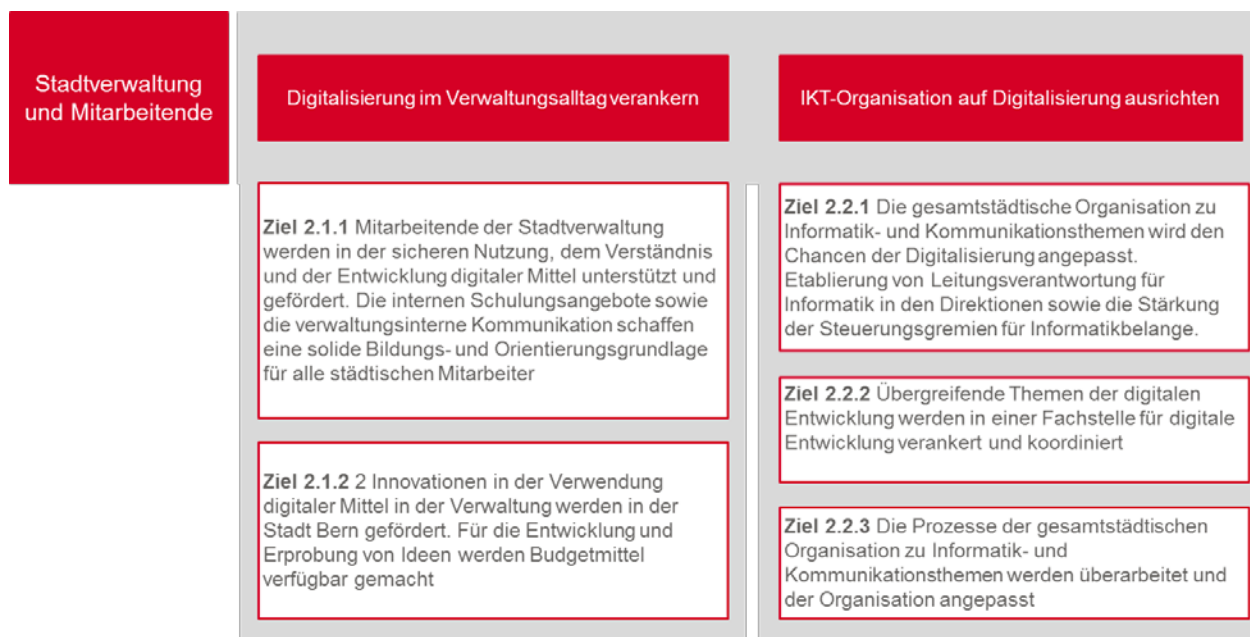 Stadtverwaltung
und Mitarbeitende
Digitalisierung im Verwaltungsalltag verankern
IKT-Organisation auf Digitalisierung ausrichten
Ziel 2.1.1 Mitarbeitende der Stadtverwaltung
werden in der sicheren Nutzung, dem Verständnis
und der Entwicklung digitaler Mittel unterstützt und
gefördert. Die internen Schulungsangebote sowie
die verwaltungsinterne Kommunikation schaffen
eine solide Bildungs- und Orientierungsgrundlage
für alle städtischen Mitarbeiter
Ziel 2.1.2 2 Innovationen in der Verwendung
digitaler Mittel in der Verwaltung werden in der
Stadt Bern gefördert. Für die Entwicklung und
Erprobung von Ideen werden Budgetmittel
verfügbar gemacht
Ziel 2.2.1 Die gesamtstädtische Organisation zu
Informatik- und Kommunikationsthemen wird den
Chancen der Digitalisierung angepasst.
Etablierung von Leitungsverantwortung für
Informatik in den Direktionen sowie die Stärkung
der Steuerungsgremien für Informatikbelange.
Ziel 2.2.2 Übergreifende Themen der digitalen
Entwicklung werden in einer Fachstelle für digitale
Entwicklung verankert und koordiniert
Ziel 2.2.3 Die Prozesse der gesamtstädtischen
Organisation zu Informatik- und
Kommunikationsthemen werden überarbeitet und
der Organisation angepasst